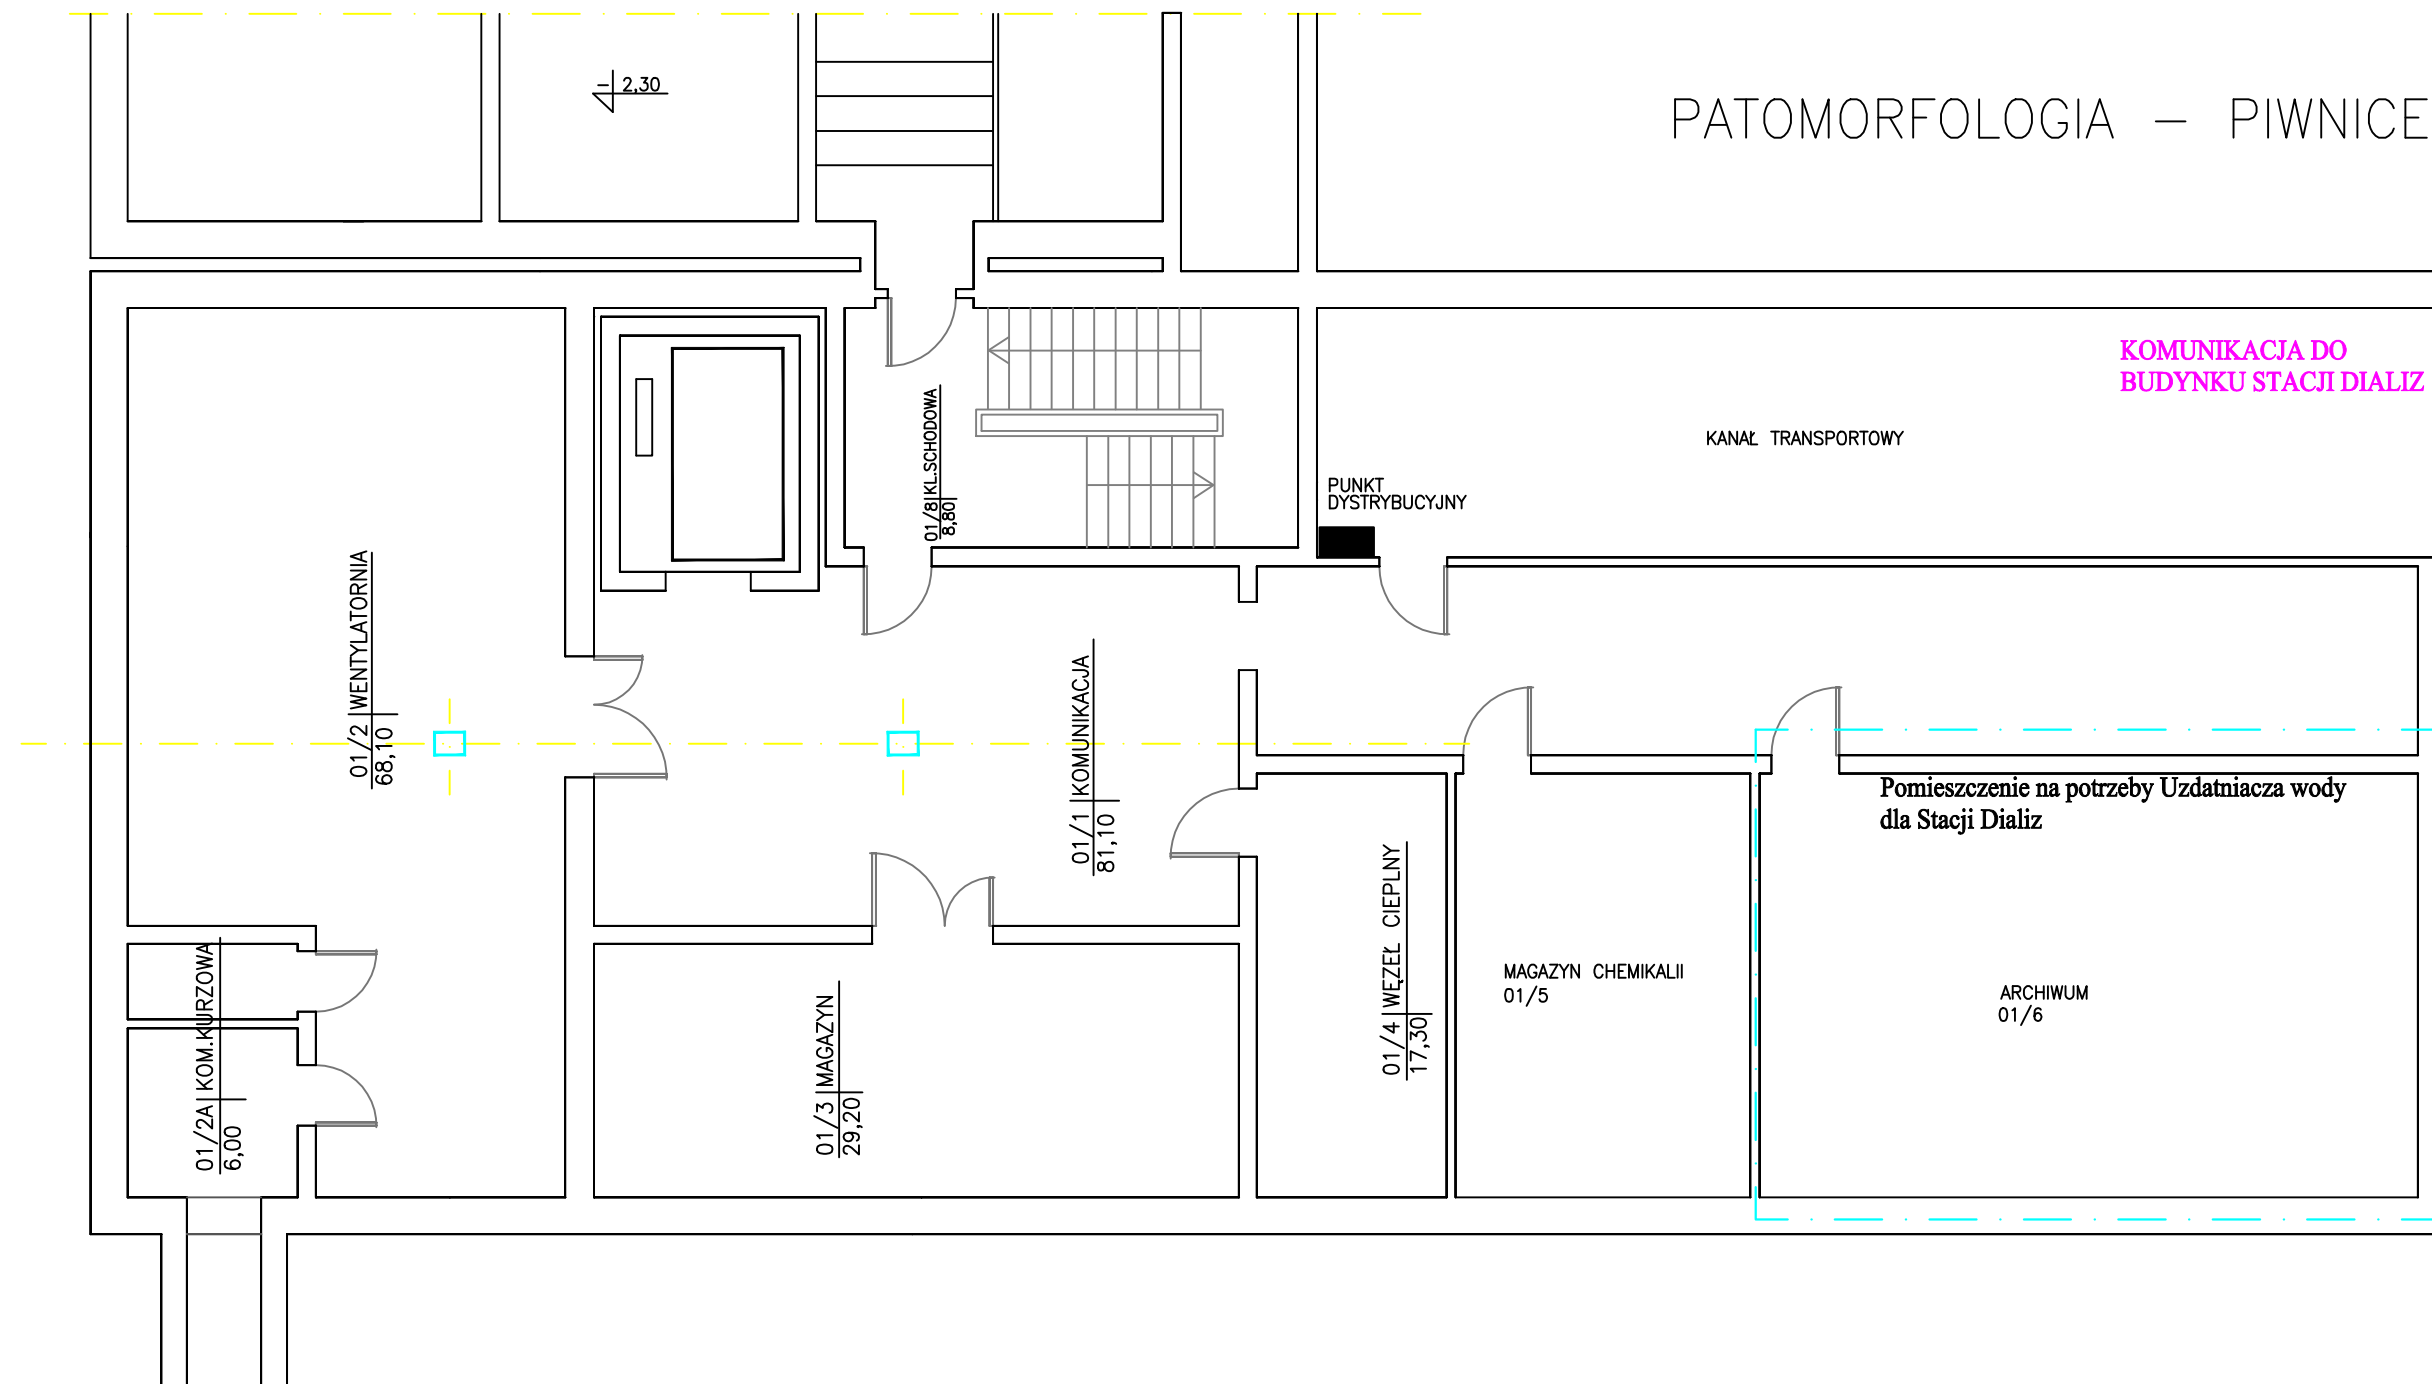 2,30
PATOMORFOLOGIA – PIWNICE
KOMUNIKACJA DO
BUDYNKU STACJI DIALIZ
KANAŁ TRANSPORTOWY
PUNKT
DYSTRYBUCYJNY
01/8 KL.SCHODOWA
8,80
01/2 WENTYLATORNIA
68,10
01/1 KOMUNIKACJA
81,10
Pomieszczenie na potrzeby Uzdatniacza wody
dla Stacji Dializ
01/4 WĘZEŁ CIEPLNY
17,30
MAGAZYN CHEMIKALII
01/5
ARCHIWUM
01/6
01/2A KOM.KURZOWA
6,00
01/3 MAGAZYN
29,20